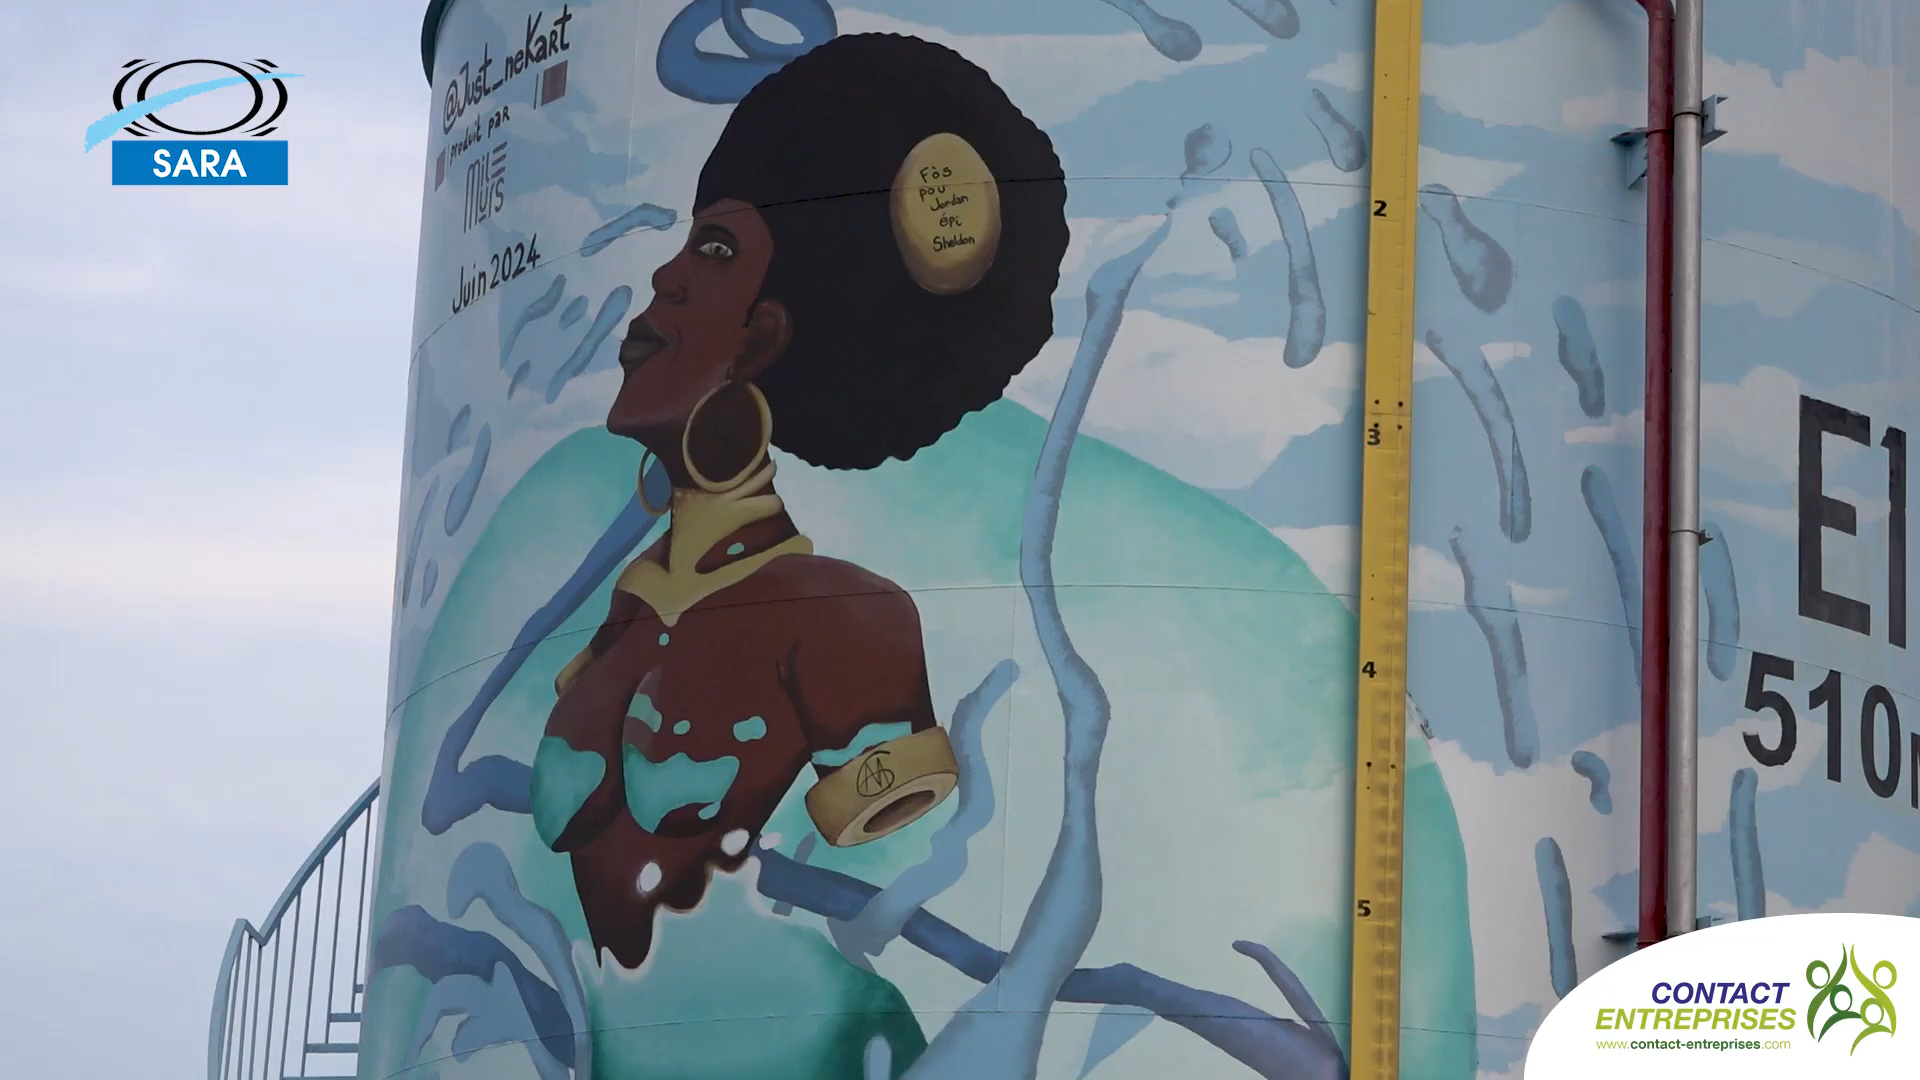 @Just_neKart
produit par
MilE
Murs
Juin 2024
SARA
Fòs
pou
Jordan
épi
Sheldon
2
3
4
5
E1
510
CONTACT
ENTREPRISES
www.contact-entreprises.com